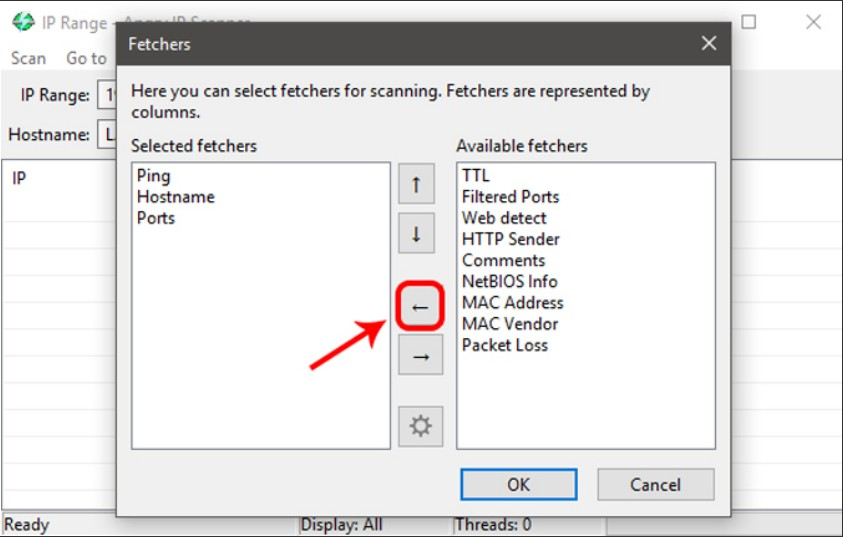 IP Range - Angry IP Scanner
Scan Go to
IP Range:
Hostname:
IP
Fetchers
Here you can select fetchers for scanning. Fetchers are represented by
columns.
Selected fetchers
Ping
Hostname
Ports
↑
↓
←
→
Available fetchers
TTL
Filtered Ports
Web detect
HTTP Sender
Comments
NetBIOS Info
MAC Address
MAC Vendor
Packet Loss
OK Cancel
Ready Display: All Threads: 0